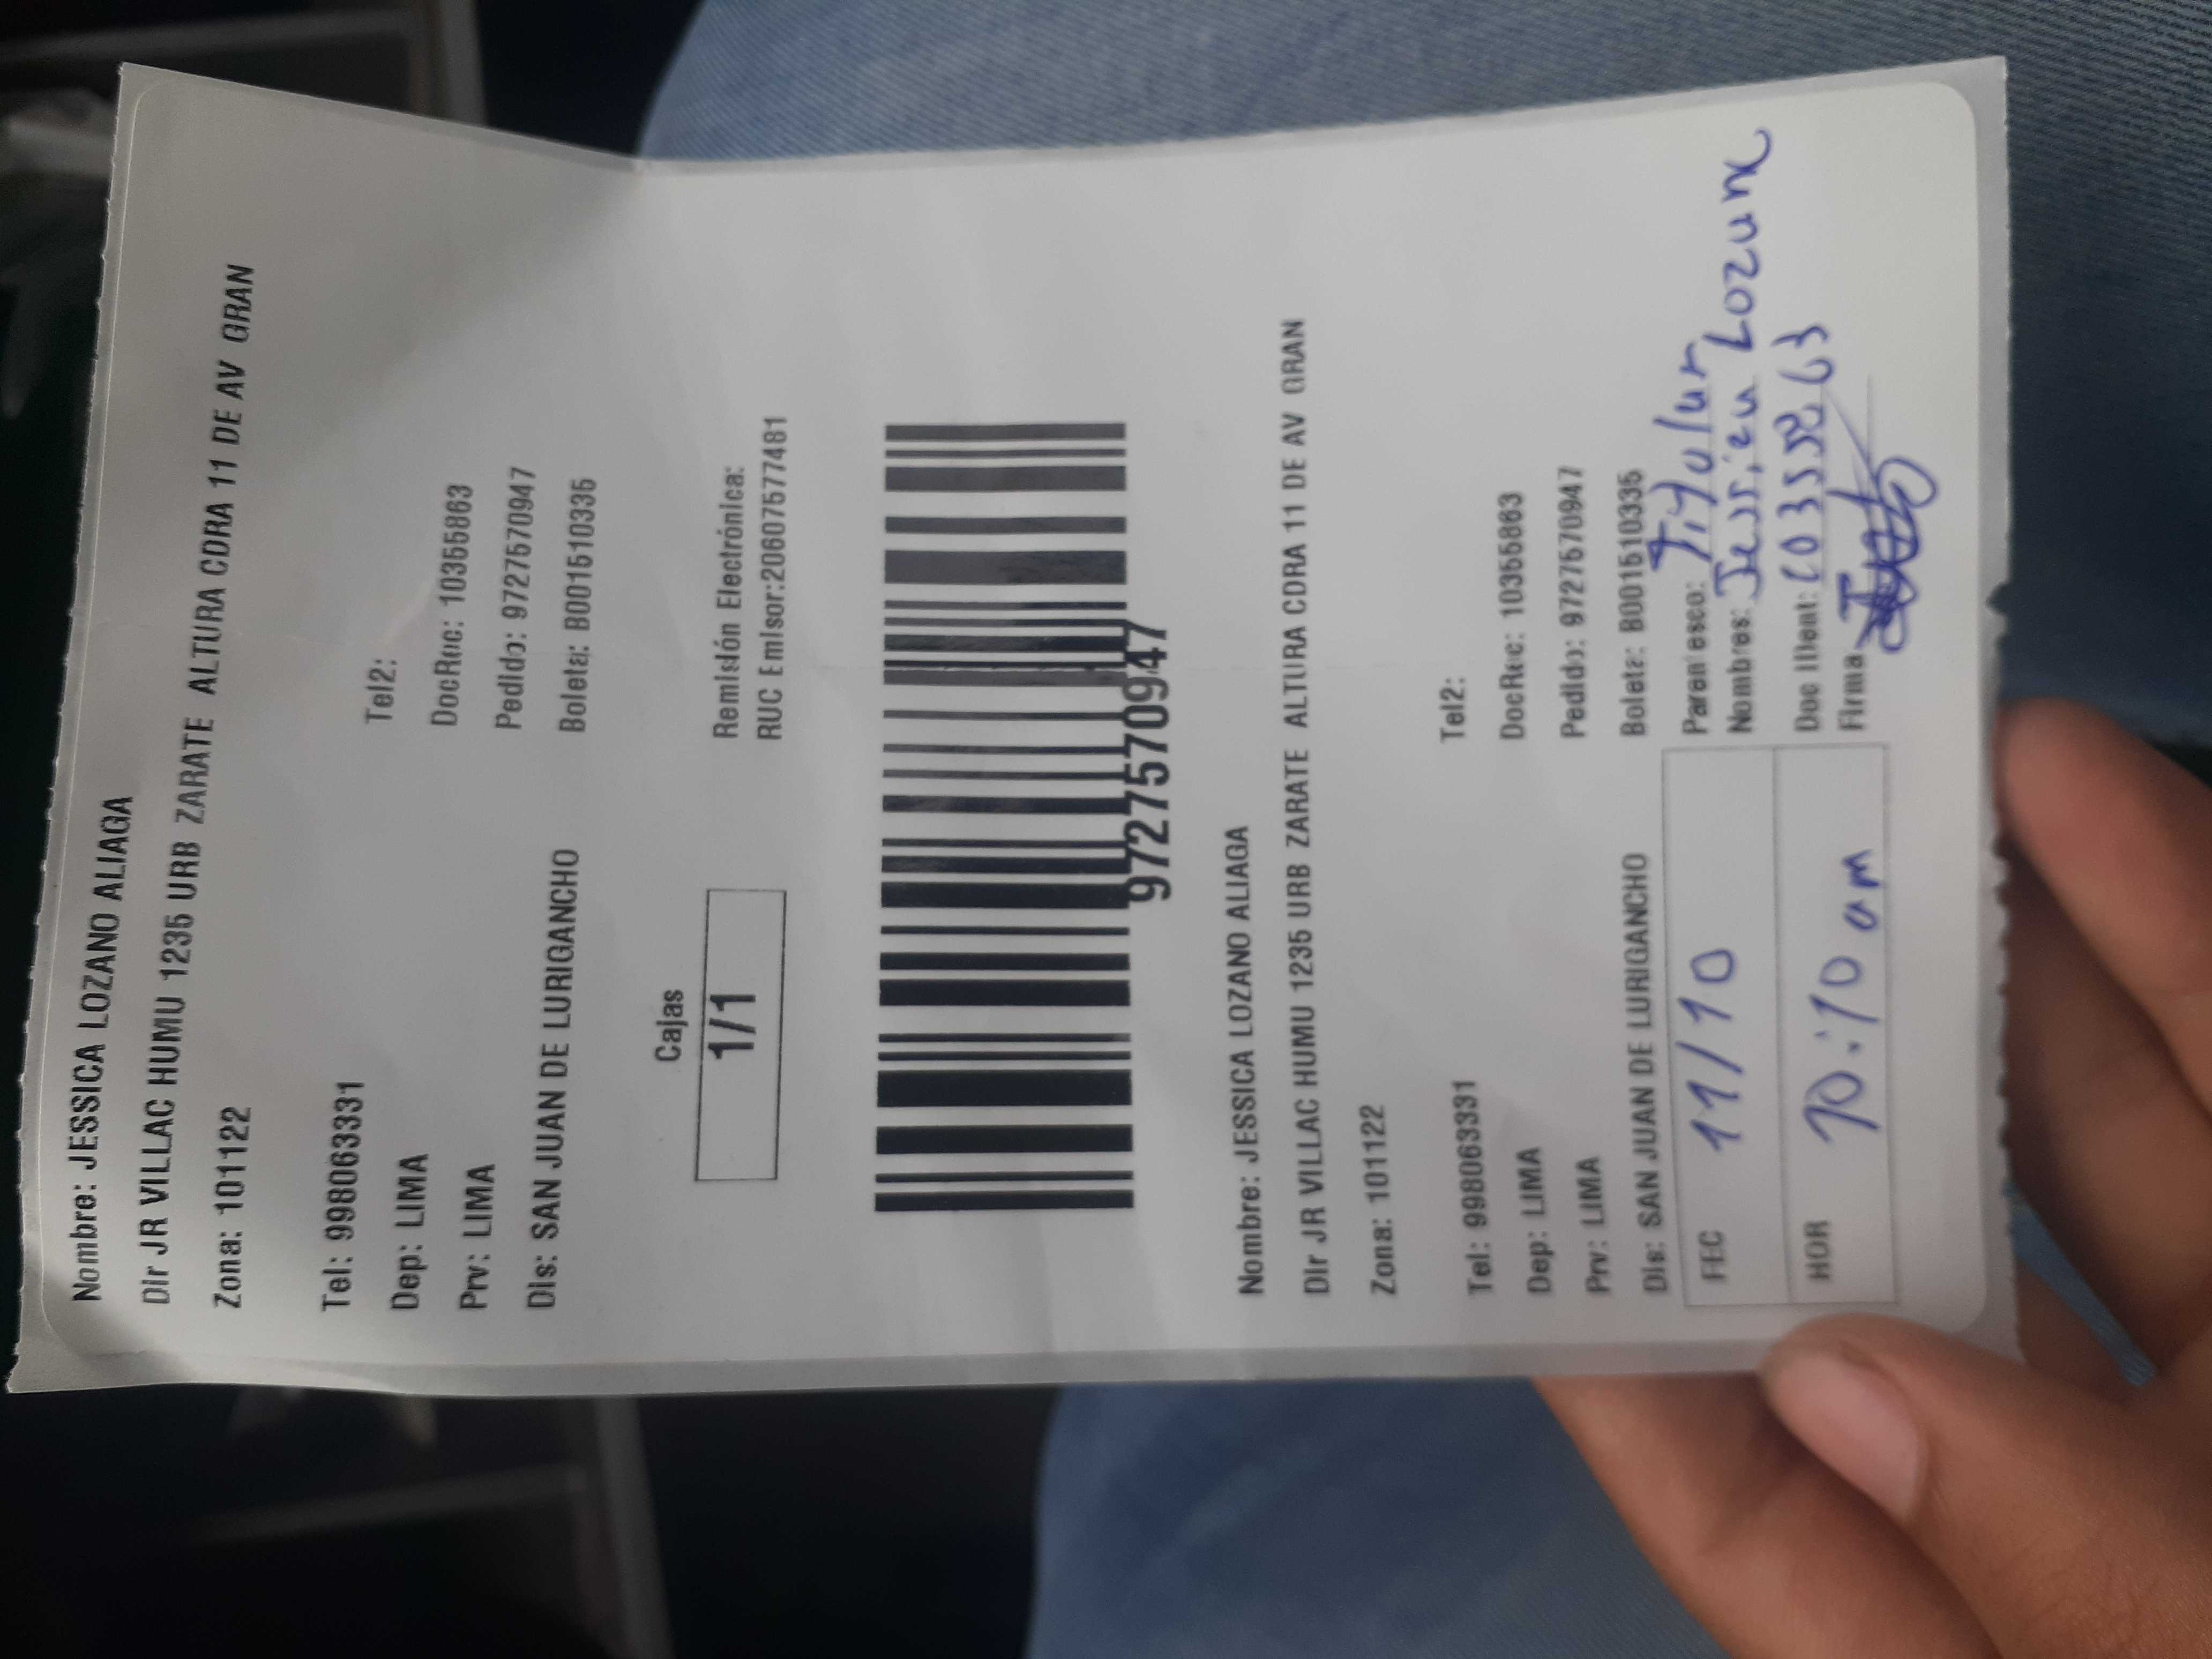 Nombre: JESSICA LOZANO ALIAGA
Dir JR VILLAC HUMU 1235 URB ZARATE ALTURA CDRA 11 DE AV GRAN
Zona: 101122
Tel: 998063331 Tel2:
Dep: LIMA DocRec: 10355863
Prv: LIMA Pedido: 9727570947
Dis: SAN JUAN DE LURIGANCHO Boleta: B001510335
Cajas
1/1
Remisión Electrónica:
RUC Emisor:20607577481
9727570947
Nombre: JESSICA LOZANO ALIAGA
Dir JR VILLAC HUMU 1235 URB ZARATE ALTURA CDRA 11 DE AV GRAN
Zona: 101122
Tel: 998063331 Tel2:
Dep: LIMA DocRec: 10355863
Prv: LIMA Pedido: 9727570947
Dis: SAN JUAN DE LURIGANCHO Boleta: B001510335
FEC 11/10
HOR 10:10 am
Parentesco: Titular
Nombres: Jessica Lozano
Doc IDent: 10355863
Firma